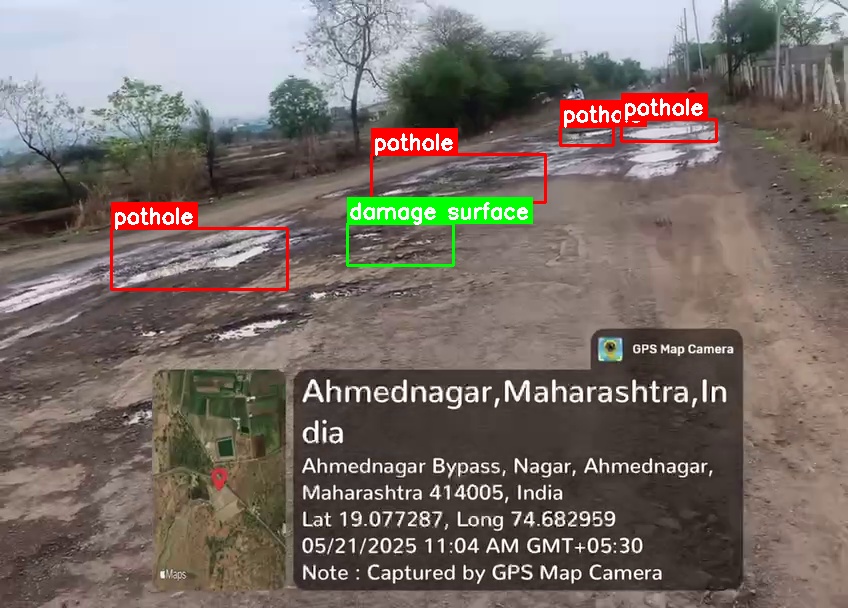 potho
pothole
pothole
damage surface
pothole
GPS Map Camera
Ahmednagar,Maharashtra,In
dia
Ahmednagar Bypass, Nagar, Ahmednagar,
Maharashtra 414005, India
Lat 19.077287, Long 74.682959
05/21/2025 11:04 AM GMT+05:30
Note : Captured by GPS Map Camera
Maps